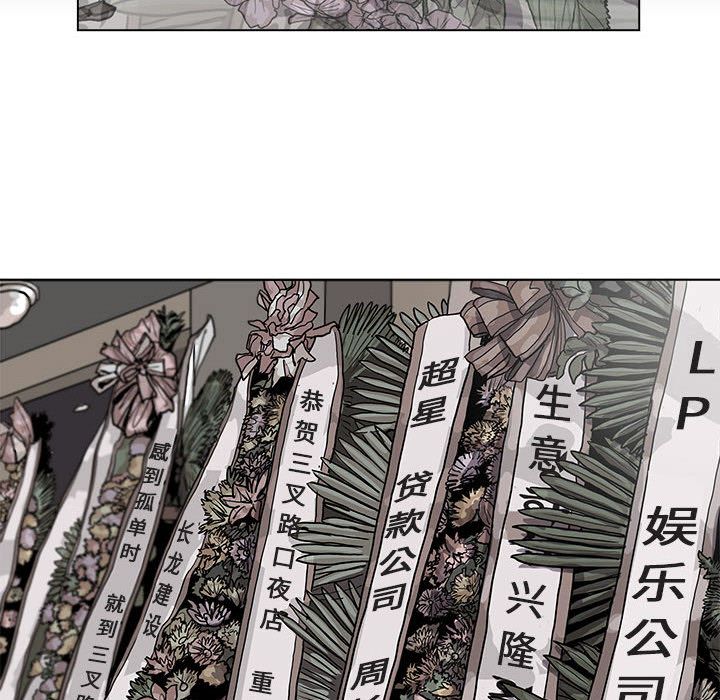 感到孤单时 就到三叉路
长龙建设
恭贺三叉路口夜店 重
超星 贷款公司 周
生意兴隆
LP 娱乐公司